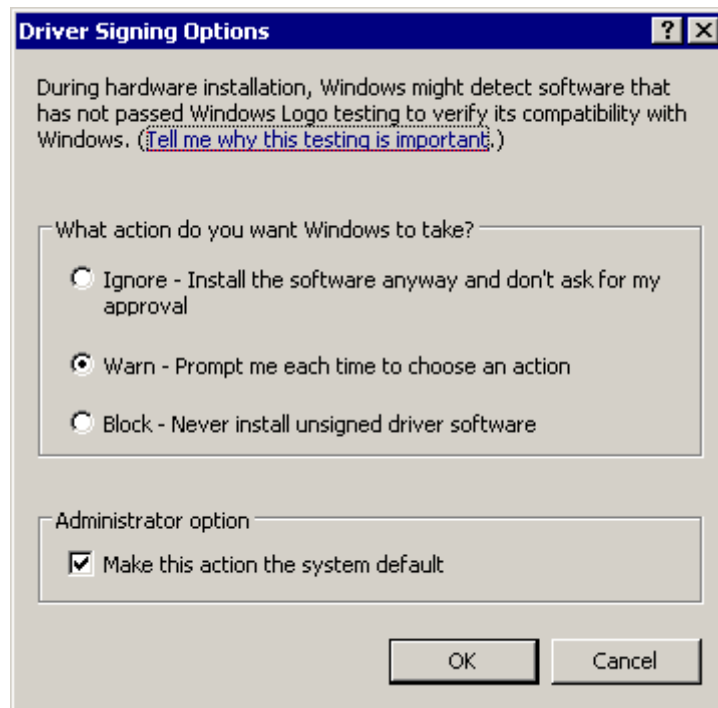 Driver Signing Options
During hardware installation, Windows might detect software that
has not passed Windows Logo testing to verify its compatibility with
Windows. (Tell me why this testing is important.)
What action do you want Windows to take?
Ignore - Install the software anyway and don't ask for my
approval
Warn - Prompt me each time to choose an action
Block - Never install unsigned driver software
Administrator option
Make this action the system default
OK
Cancel